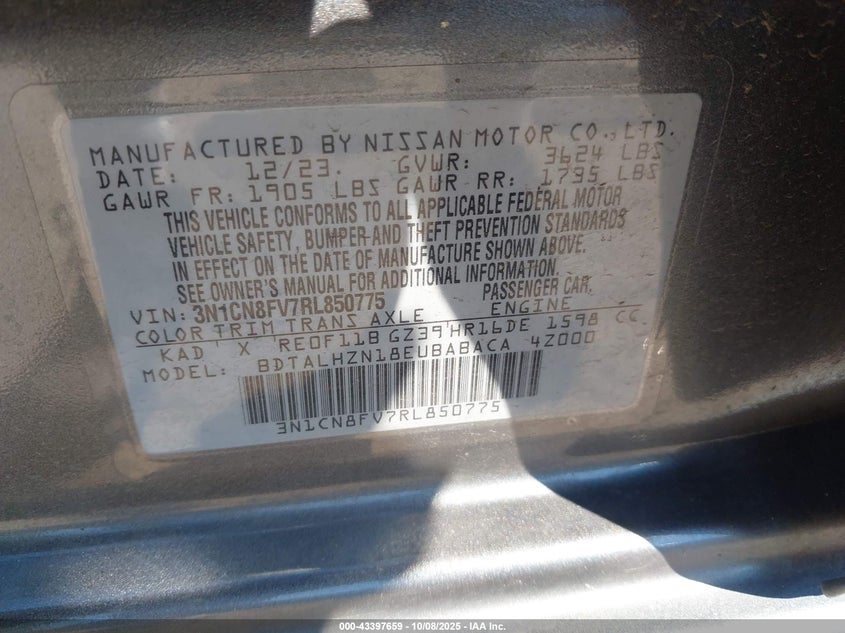 MANUFACTURED BY NISSAN MOTOR CO., LTD.
DATE: 12/23. GVWR: 3624 LBS
GAWR FR: 1905 LBS GAWR RR: 1735 LBS
THIS VEHICLE CONFORMS TO ALL APPLICABLE FEDERAL MOTOR
VEHICLE SAFETY, BUMPER AND THEFT PREVENTION STANDARDS
IN EFFECT ON THE DATE OF MANUFACTURE SHOWN ABOVE.
SEE OWNER'S MANUAL FOR ADDITIONAL INFORMATION.
VIN: 3N1CN8FV7RL850775 PASSENGER CAR,
COLOR TRIM TRANS AXLE ENGINE
KAD X RE0F11B GZ39 HR16DE 1598 CC
MODEL: BDTALHZN18EUBABACA 4Z000
3N1CN8FV7RL850775
000-43397659 - 10/08/2025 - IAA Inc.